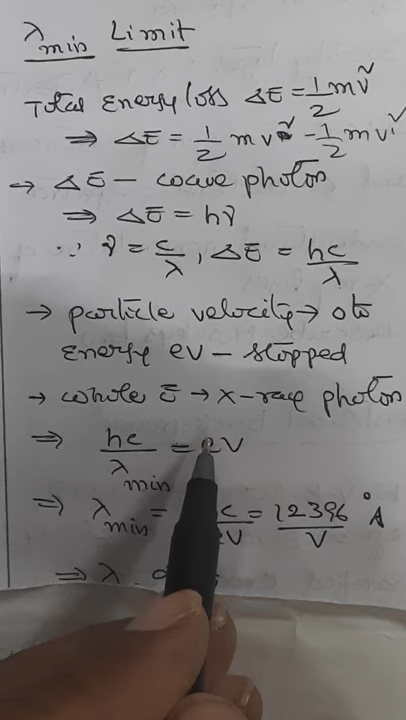 λmin Limit
Total Energy loss ΔE = 1/2 mv²
⇒ ΔE = 1/2 mv² - 1/2 mv'²
→ ΔE - wave photon
⇒ ΔE = hν
∵ ν = c/λ, ΔE = hc/λ
→ particle velocity → 0 to
Energy eV - stopped
→ whole E → x-ray photon
⇒ hc/λmin = eV
⇒ λmin = c/eV = 12396/V Å
⇒ λ